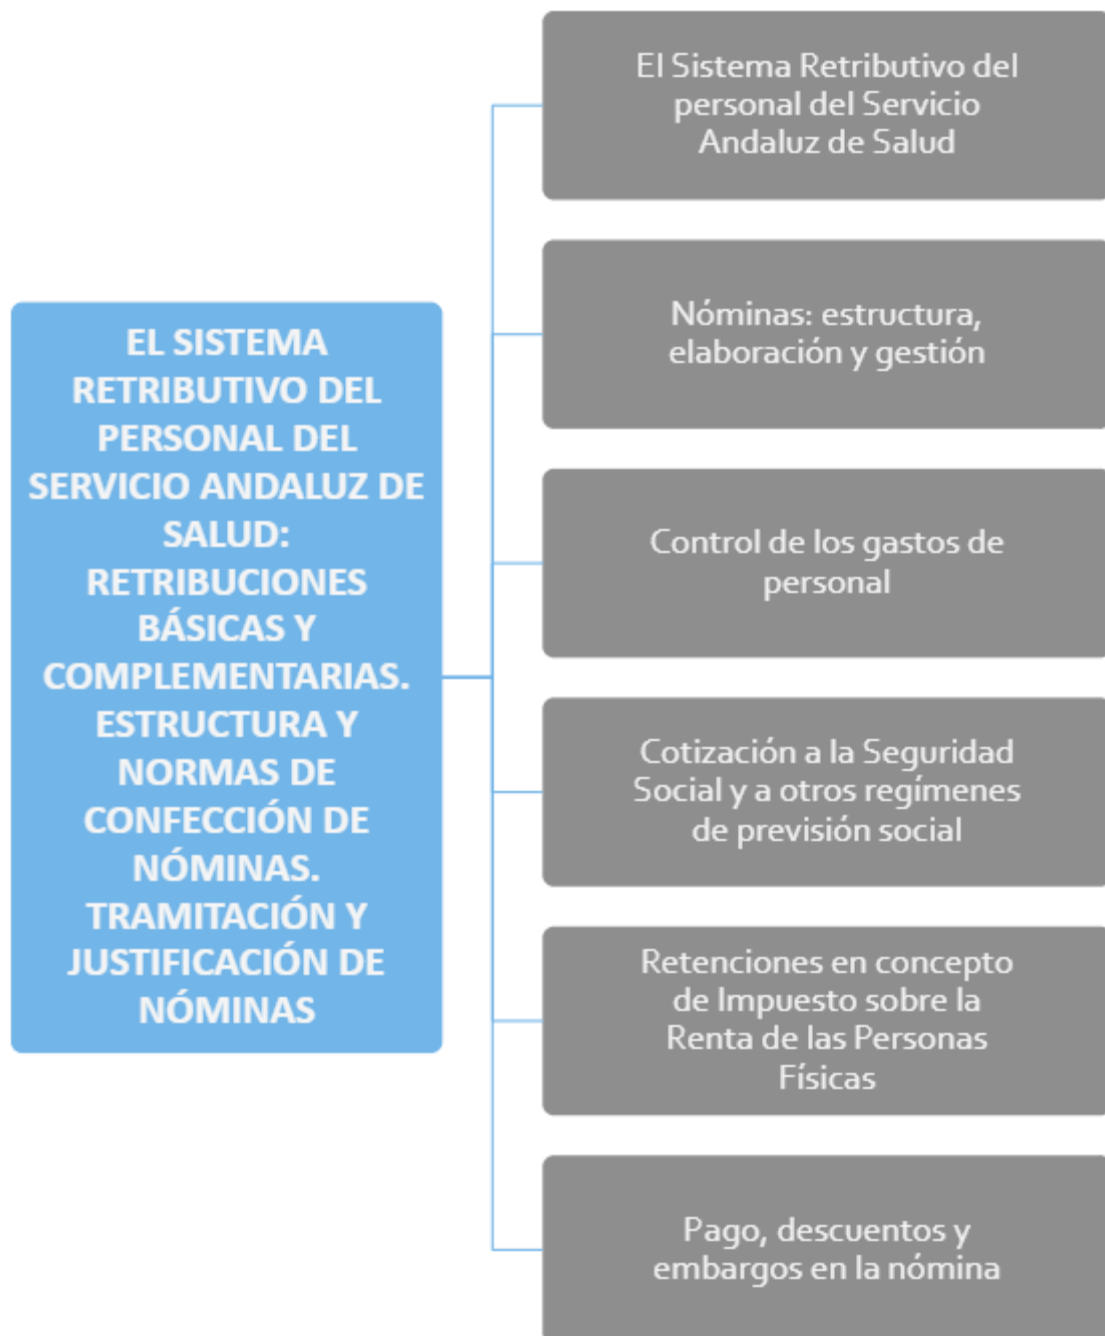 EL SISTEMA
RETRIBUTIVO DEL
PERSONAL DEL
SERVICIO ANDALUZ DE
SALUD:
RETRIBUCIONES
BÁSICAS Y
COMPLEMENTARIAS.
ESTRUCTURA Y
NORMAS DE
CONFECCIÓN DE
NÓMINAS.
TRAMITACIÓN Y
JUSTIFICACIÓN DE
NÓMINAS
El Sistema Retributivo del
personal del Servicio
Andaluz de Salud
Nóminas: estructura,
elaboración y gestión
Control de los gastos de
personal
Cotización a la Seguridad
Social y a otros regímenes
de previsión social
Retenciones en concepto
de Impuesto sobre la
Renta de las Personas
Físicas
Pago, descuentos y
embargos en la nómina